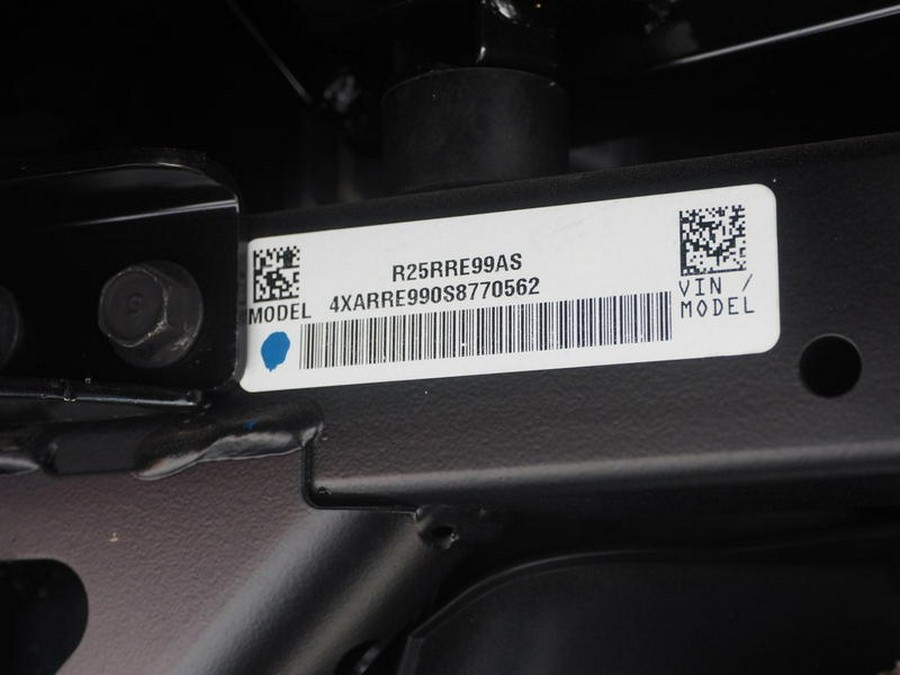 R25RRE99AS
4XARRE990S8770562
MODEL
VIN /
MODEL